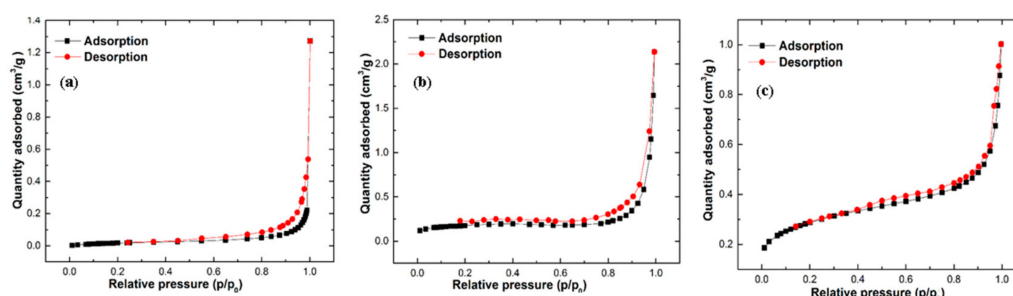 Quantity adsorbed (cm³/g)
1.4
1.2
1.0
0.8
0.6
0.4
0.2
0.0
Adsorption
Desorption
(a)
0.0 0.2 0.4 0.6 0.8 1.0
Relative pressure (p/p₀)
Quantity adsorbed (cm³/g)
2.5
2.0
1.5
1.0
0.5
0.0
Adsorption
Desorption
(b)
0.0 0.2 0.4 0.6 0.8 1.0
Relative pressure (p/p₀)
Quantity adsorbed (cm³/g)
1.0
0.8
0.6
0.4
0.2
Adsorption
Desorption
(c)
0.0 0.2 0.4 0.6 0.8 1.0
Relative pressure